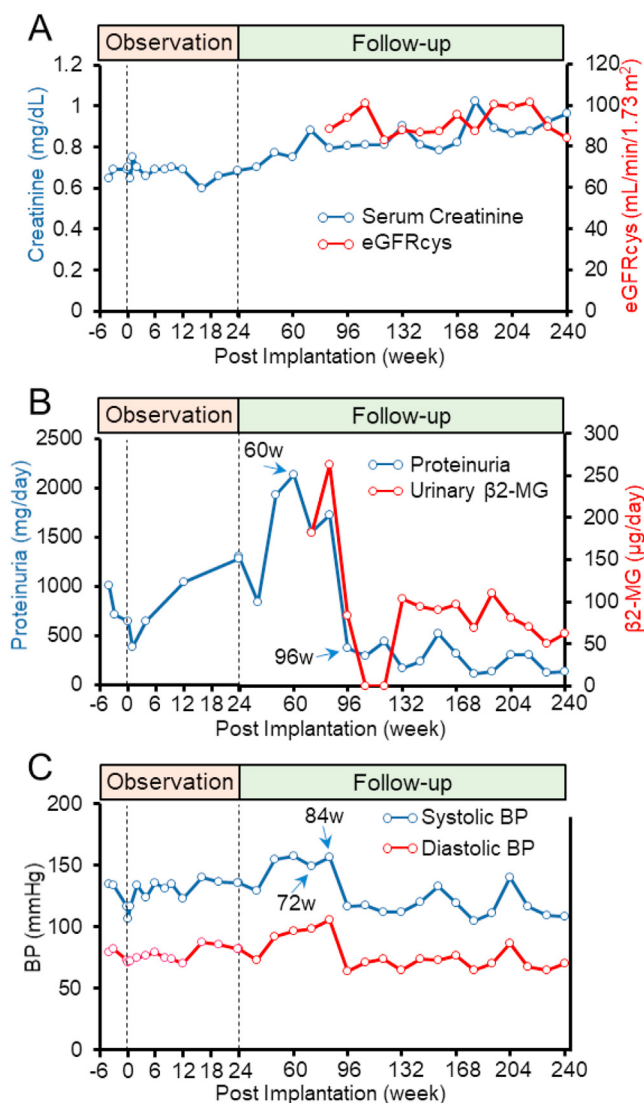 A
Observation
Follow-up
Creatinine (mg/dL)
1.2
1
0.8
0.6
0.4
0.2
0
120
100
80
60
40
20
0
eGFRcys (mL/min/1.73 m²)
Serum Creatinine
eGFRcys
-6 0 6 12 18 24 60 96 132 168 204 240
Post Implantation (week)
B
Observation
Follow-up
Proteinuria (mg/day)
2500
2000
1500
1000
500
0
300
250
200
150
100
50
0
β2-MG (μg/day)
60w
96w
Proteinuria
Urinary β2-MG
-6 0 6 12 18 24 60 96 132 168 204 240
Post Implantation (week)
C
Observation
Follow-up
BP (mmHg)
200
150
100
50
0
84w
72w
Systolic BP
Diastolic BP
-6 0 6 12 18 24 60 96 132 168 204 240
Post Implantation (week)